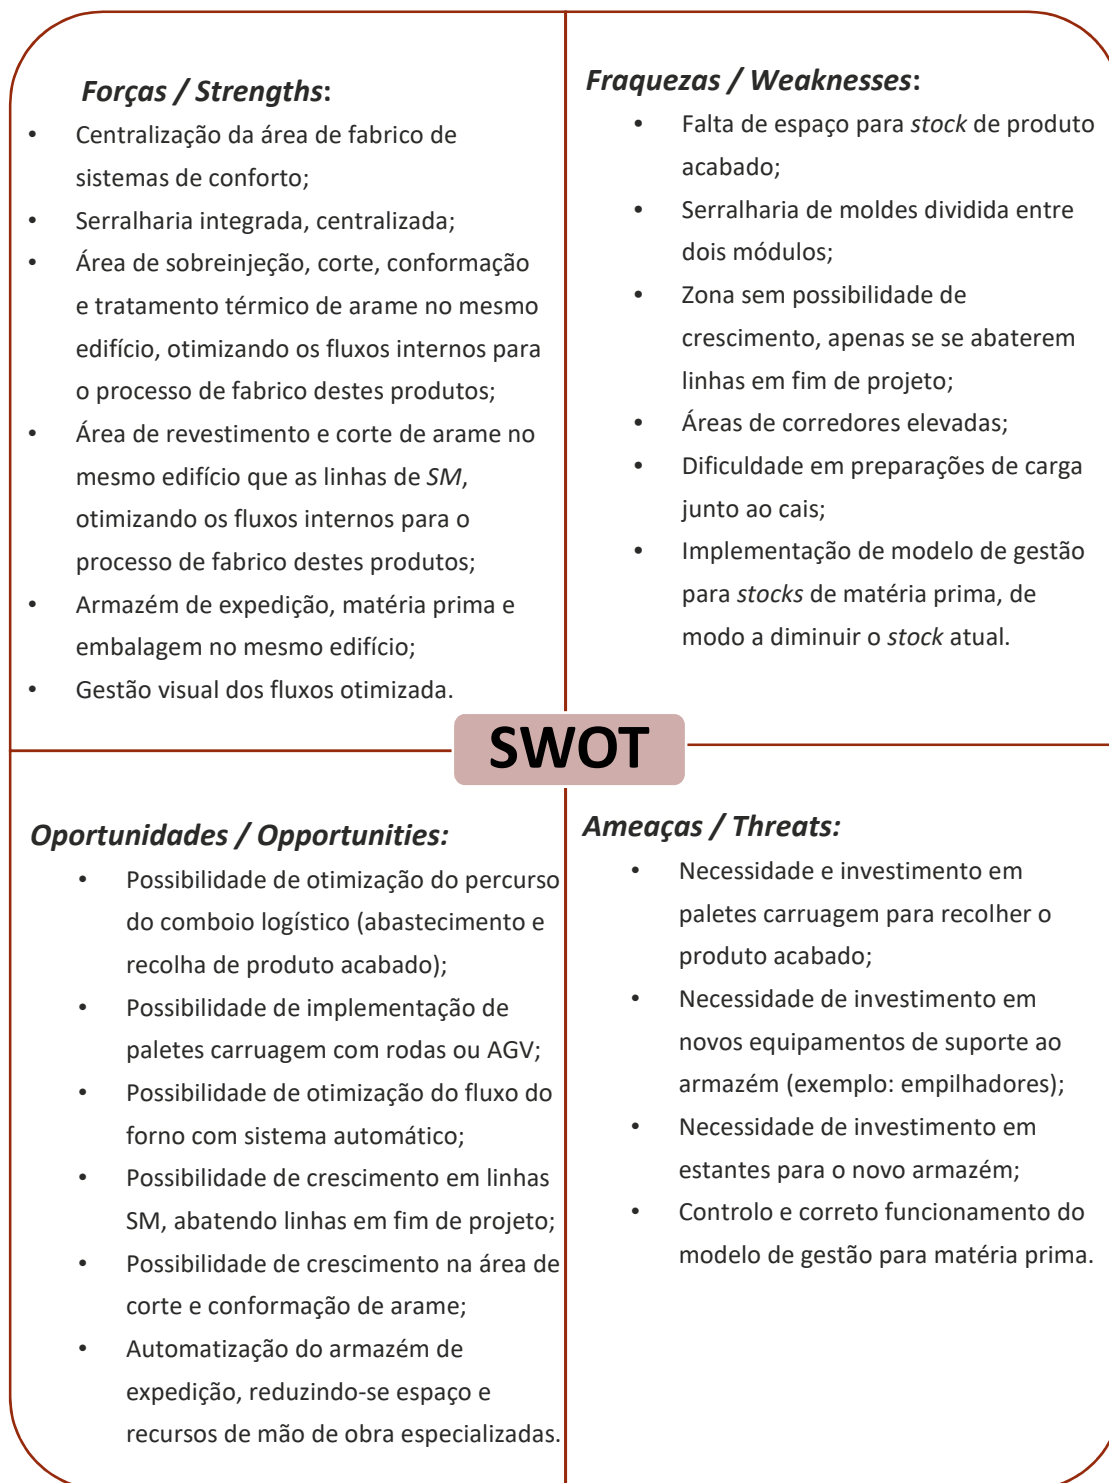 Forças / Strengths:
• Centralização da área de fabrico de
sistemas de conforto;
• Serralharia integrada, centralizada;
• Área de sobreinjeção, corte, conformação
e tratamento térmico de arame no mesmo
edifício, otimizando os fluxos internos para
o processo de fabrico destes produtos;
• Área de revestimento e corte de arame no
mesmo edifício que as linhas de SM,
otimizando os fluxos internos para o
processo de fabrico destes produtos;
• Armazém de expedição, matéria prima e
embalagem no mesmo edifício;
• Gestão visual dos fluxos otimizada.
Fraquezas / Weaknesses:
• Falta de espaço para stock de produto
acabado;
• Serralharia de moldes dividida entre
dois módulos;
• Zona sem possibilidade de
crescimento, apenas se se abaterem
linhas em fim de projeto;
• Áreas de corredores elevadas;
• Dificuldade em preparações de carga
junto ao cais;
• Implementação de modelo de gestão
para stocks de matéria prima, de
modo a diminuir o stock atual.
SWOT
Oportunidades / Opportunities:
• Possibilidade de otimização do percurso
do comboio logístico (abastecimento e
recolha de produto acabado);
• Possibilidade de implementação de
paletes carruagem com rodas ou AGV;
• Possibilidade de otimização do fluxo do
forno com sistema automático;
• Possibilidade de crescimento em linhas
SM, abatendo linhas em fim de projeto;
• Possibilidade de crescimento na área de
corte e conformação de arame;
• Automatização do armazém de
expedição, reduzindo-se espaço e
recursos de mão de obra especializadas.
Ameaças / Threats:
• Necessidade e investimento em
paletes carruagem para recolher o
produto acabado;
• Necessidade de investimento em
novos equipamentos de suporte ao
armazém (exemplo: empilhadores);
• Necessidade de investimento em
estantes para o novo armazém;
• Controlo e correto funcionamento do
modelo de gestão para matéria prima.